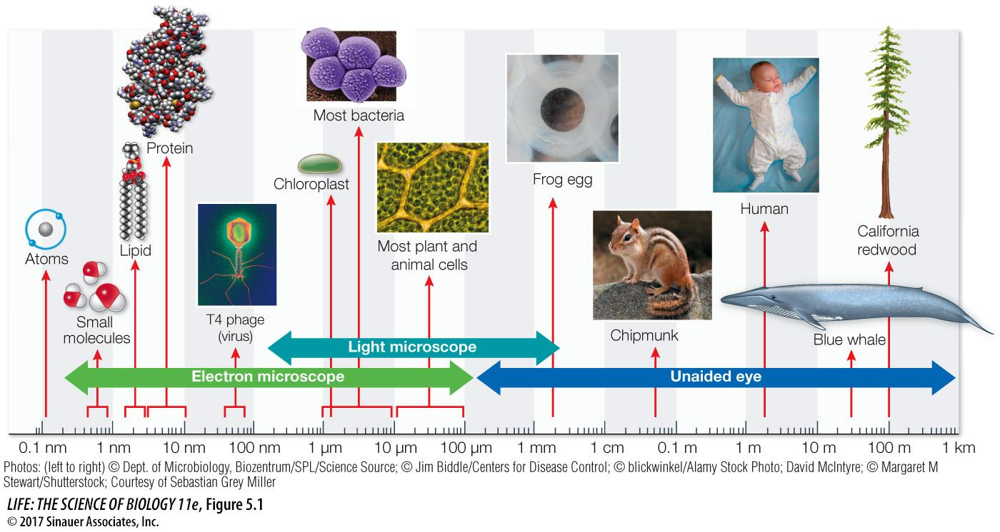 Protein
Most bacteria
Chloroplast
Frog egg
Human
California
redwood
Atoms
Lipid
Most plant and
animal cells
Small
molecules
T4 phage
(virus)
Chipmunk
Blue whale
Light microscope
Electron microscope
Unaided eye
0.1 nm 1 nm 10 nm 100 nm 1 µm 10 µm 100 µm 1 mm 1 cm 0.1 m 1 m 10 m 100 m 1 km
Photos: (left to right) © Dept. of Microbiology, Biozentrum/SPL/Science Source; © Jim Biddle/Centers for Disease Control; © blickwinkel/Alamy Stock Photo; David McIntyre; © Margaret M
Stewart/Shutterstock; Courtesy of Sebastian Grey Miller
LIFE: THE SCIENCE OF BIOLOGY 11e, Figure 5.1
© 2017 Sinauer Associates, Inc.